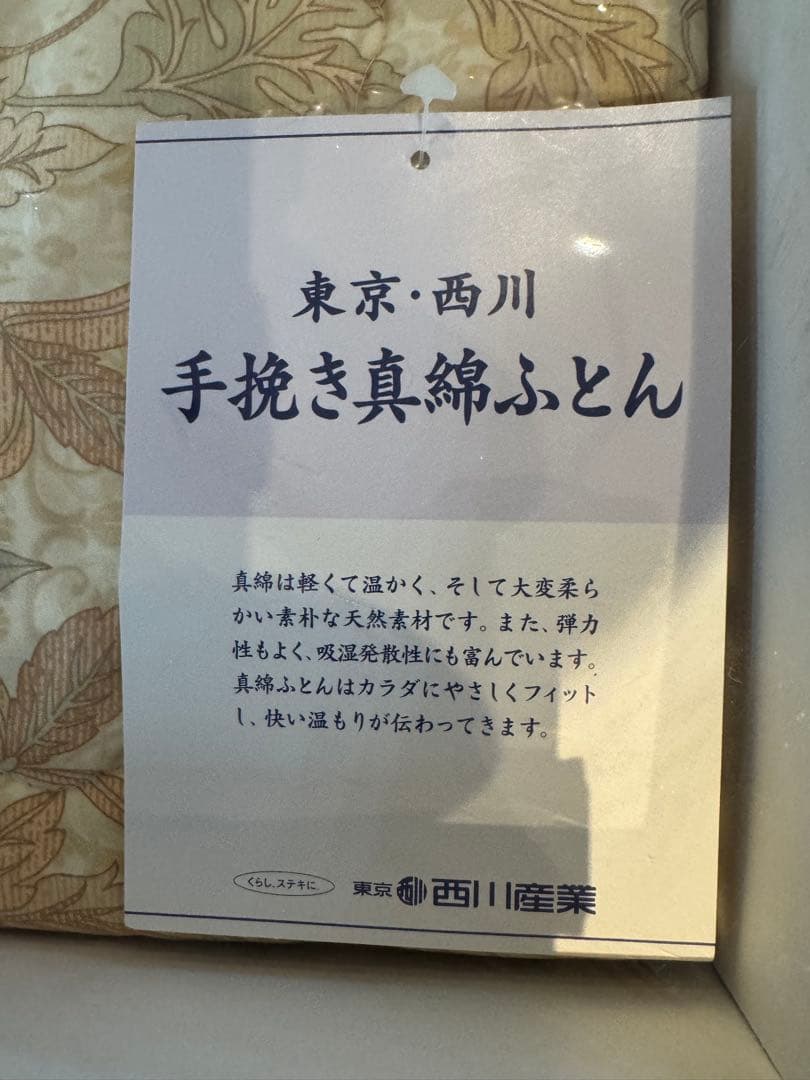 東京・西川
手挽き真綿ふとん
真綿は軽くて温かく、そして大変柔ら
かい素朴な天然素材です。また、弾力
性もよく、吸湿発散性にも富んでいます。
真綿ふとんはカラダにやさしくフィット
し、快い温もりが伝わってきます。
くらし、ステキに。
東京 西川 西川産業